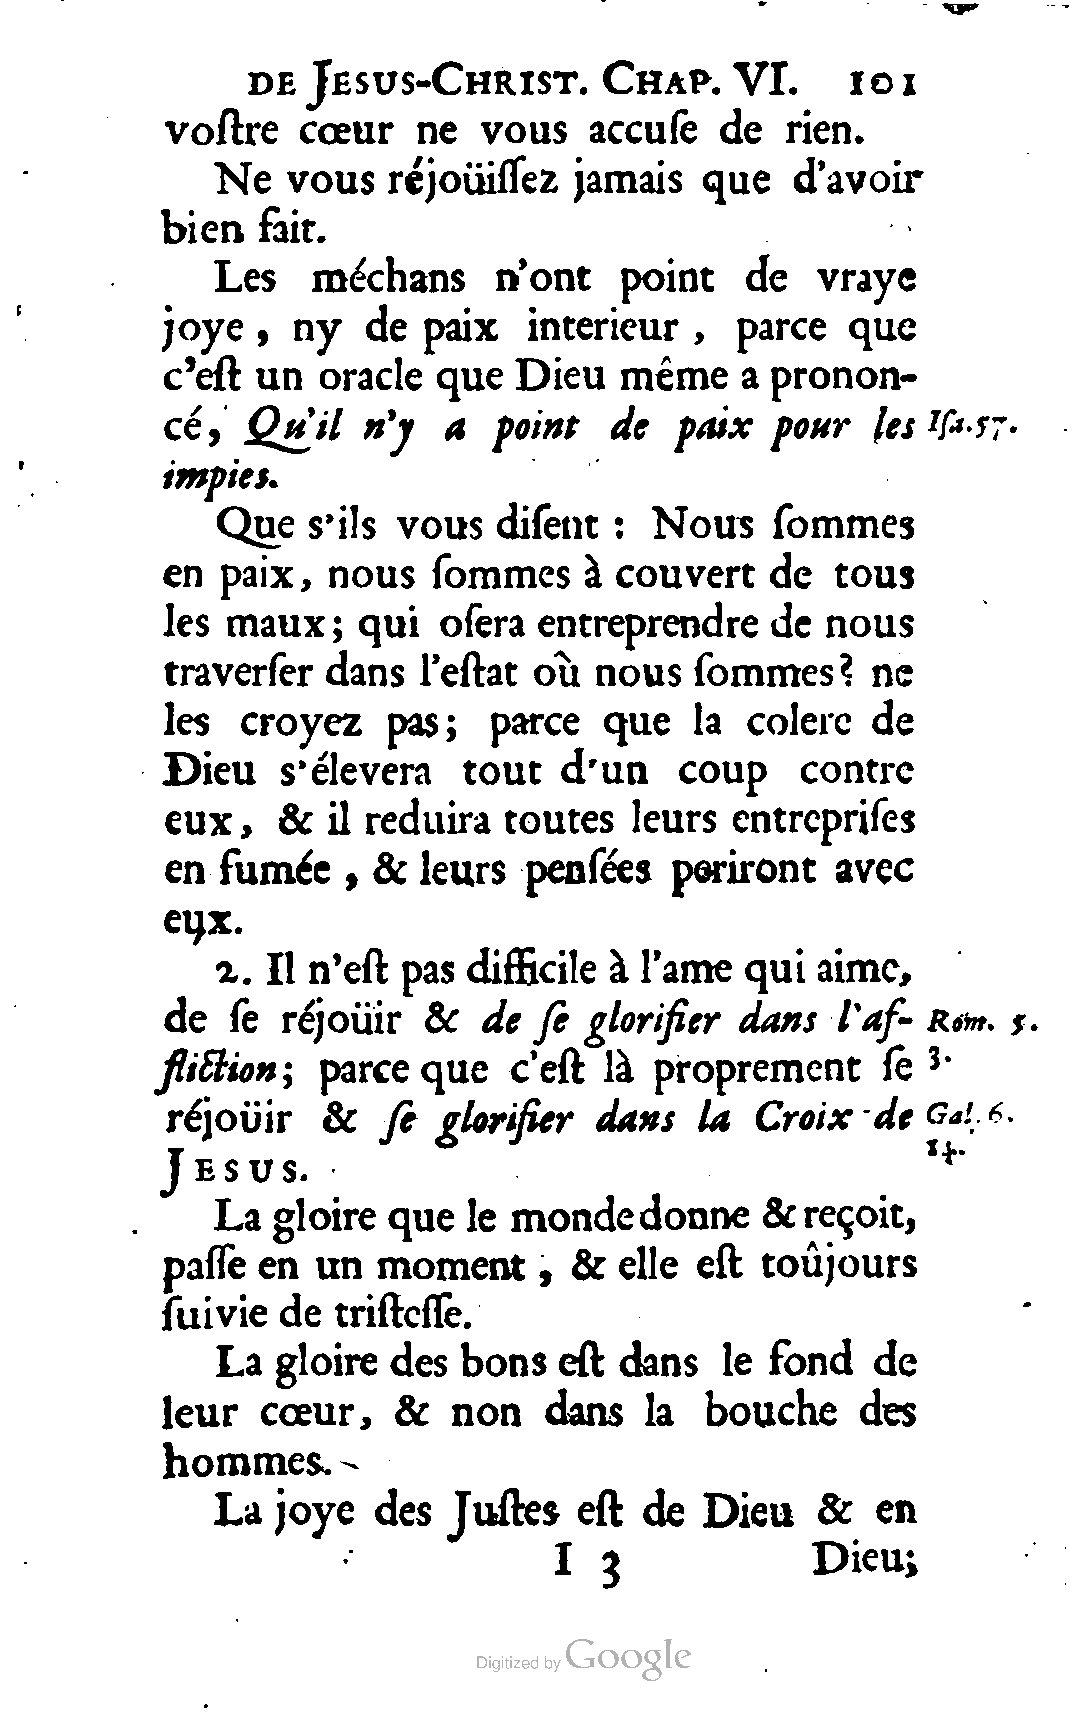 DE JESUS-CHRIST. CHAP. VI. 101
voſtre cœur ne vous accuſe de rien.
Ne vous réjoüiſſez jamais que d'avoir
bien fait.
Les méchans n'ont point de vraye
joye, ny de paix interieur, parce que
c'eſt un oracle que Dieu même a pronon-
cé, Qu'il n'y a point de paix pour les Iſa.57.
impies.
Que s'ils vous diſent : Nous ſommes
en paix, nous ſommes à couvert de tous
les maux; qui oſera entreprendre de nous
traverſer dans l'eſtat où nous ſommes? ne
les croyez pas; parce que la colere de
Dieu s'élevera tout d'un coup contre
eux, & il reduira toutes leurs entrepriſes
en fumée, & leurs penſées periront avec
eux.
2. Il n'eſt pas difficile à l'ame qui aime,
de ſe réjoüir & de ſe glorifier dans l'af- Rom. 5.
fliction; parce que c'eſt là proprement ſe 3.
réjoüir & ſe glorifier dans la Croix de Gal. 6.
JESUS. 14.
La gloire que le monde donne & reçoit,
paſſe en un moment; & elle eſt toûjours
ſuivie de triſteſſe.
La gloire des bons eſt dans le fond de
leur cœur, & non dans la bouche des
hommes.
La joye des Juſtes eſt de Dieu & en
I 3 Dieu;
Digitized by Google